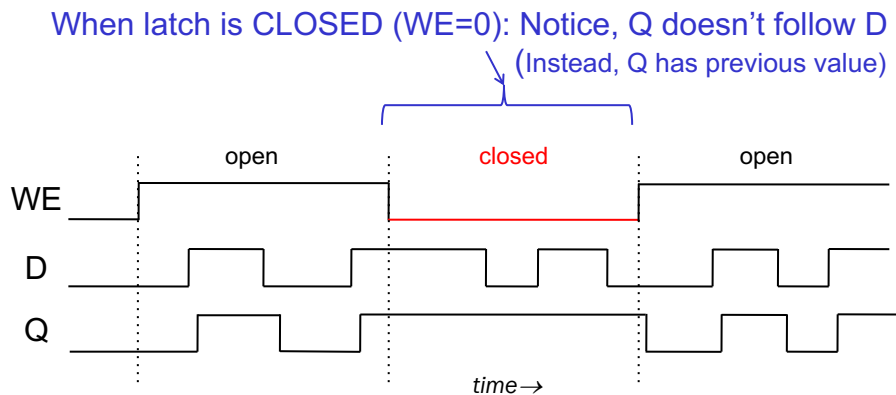 When latch is CLOSED (WE=0): Notice, Q doesn’t follow D
(Instead, Q has previous value)
open closed open
WE
D
Q
time→